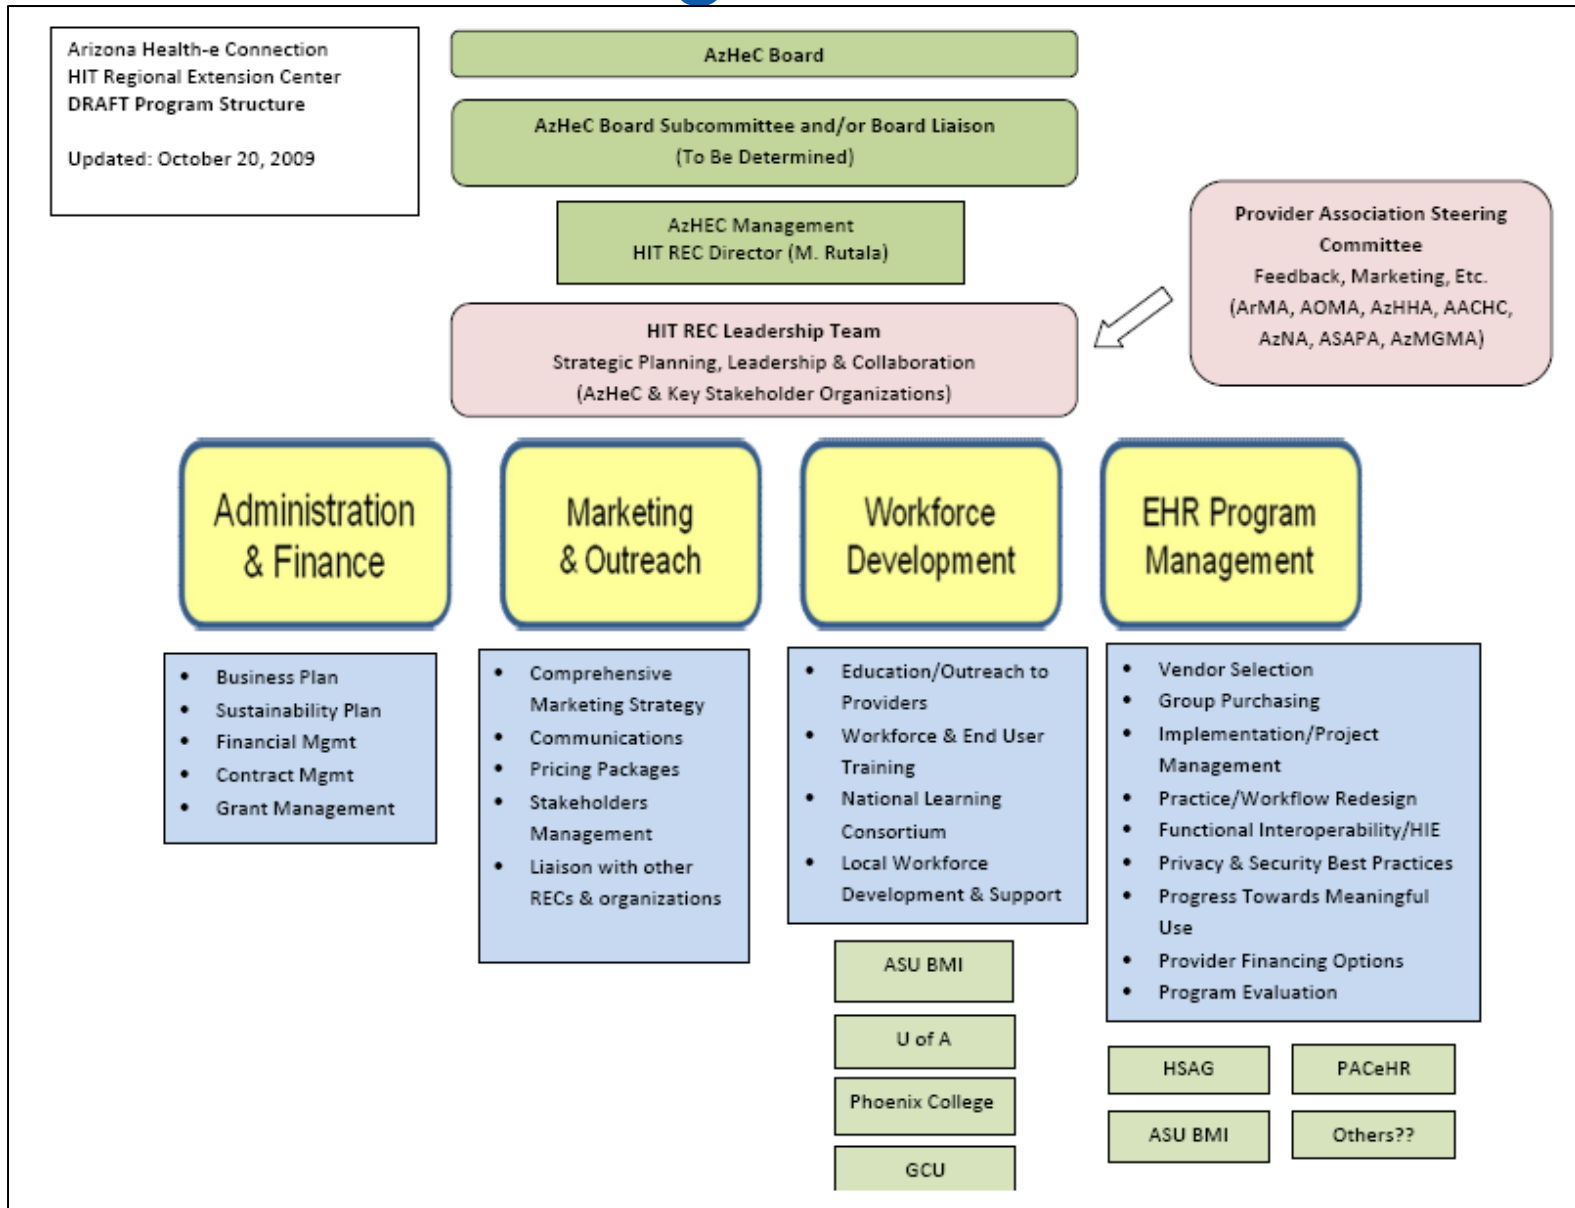 Arizona Health-e Connection
HIT Regional Extension Center
DRAFT Program Structure
Updated: October 20, 2009
AzHeC Board
AzHeC Board Subcommittee and/or Board Liaison
(To Be Determined)
AzHEC Management
HIT REC Director (M. Rutala)
Provider Association Steering
Committee
Feedback, Marketing, Etc.
(ArMA, AOMA, AzHHA, AACHC,
AzNA, ASAPA, AzMGMA)
HIT REC Leadership Team
Strategic Planning, Leadership & Collaboration
(AzHeC & Key Stakeholder Organizations)
Administration
& Finance
• Business Plan
• Sustainability Plan
• Financial Mgmt
• Contract Mgmt
• Grant Management
Marketing
& Outreach
• Comprehensive
Marketing Strategy
• Communications
• Pricing Packages
• Stakeholders
Management
• Liaison with other
RECs & organizations
Workforce
Development
• Education/Outreach to
Providers
• Workforce & End User
Training
• National Learning
Consortium
• Local Workforce
Development & Support
ASU BMI
U of A
Phoenix College
GCU
EHR Program
Management
• Vendor Selection
• Group Purchasing
• Implementation/Project
Management
• Practice/Workflow Redesign
• Functional Interoperability/HIE
• Privacy & Security Best Practices
• Progress Towards Meaningful
Use
• Provider Financing Options
• Program Evaluation
HSAG
PACeHR
ASU BMI
Others??